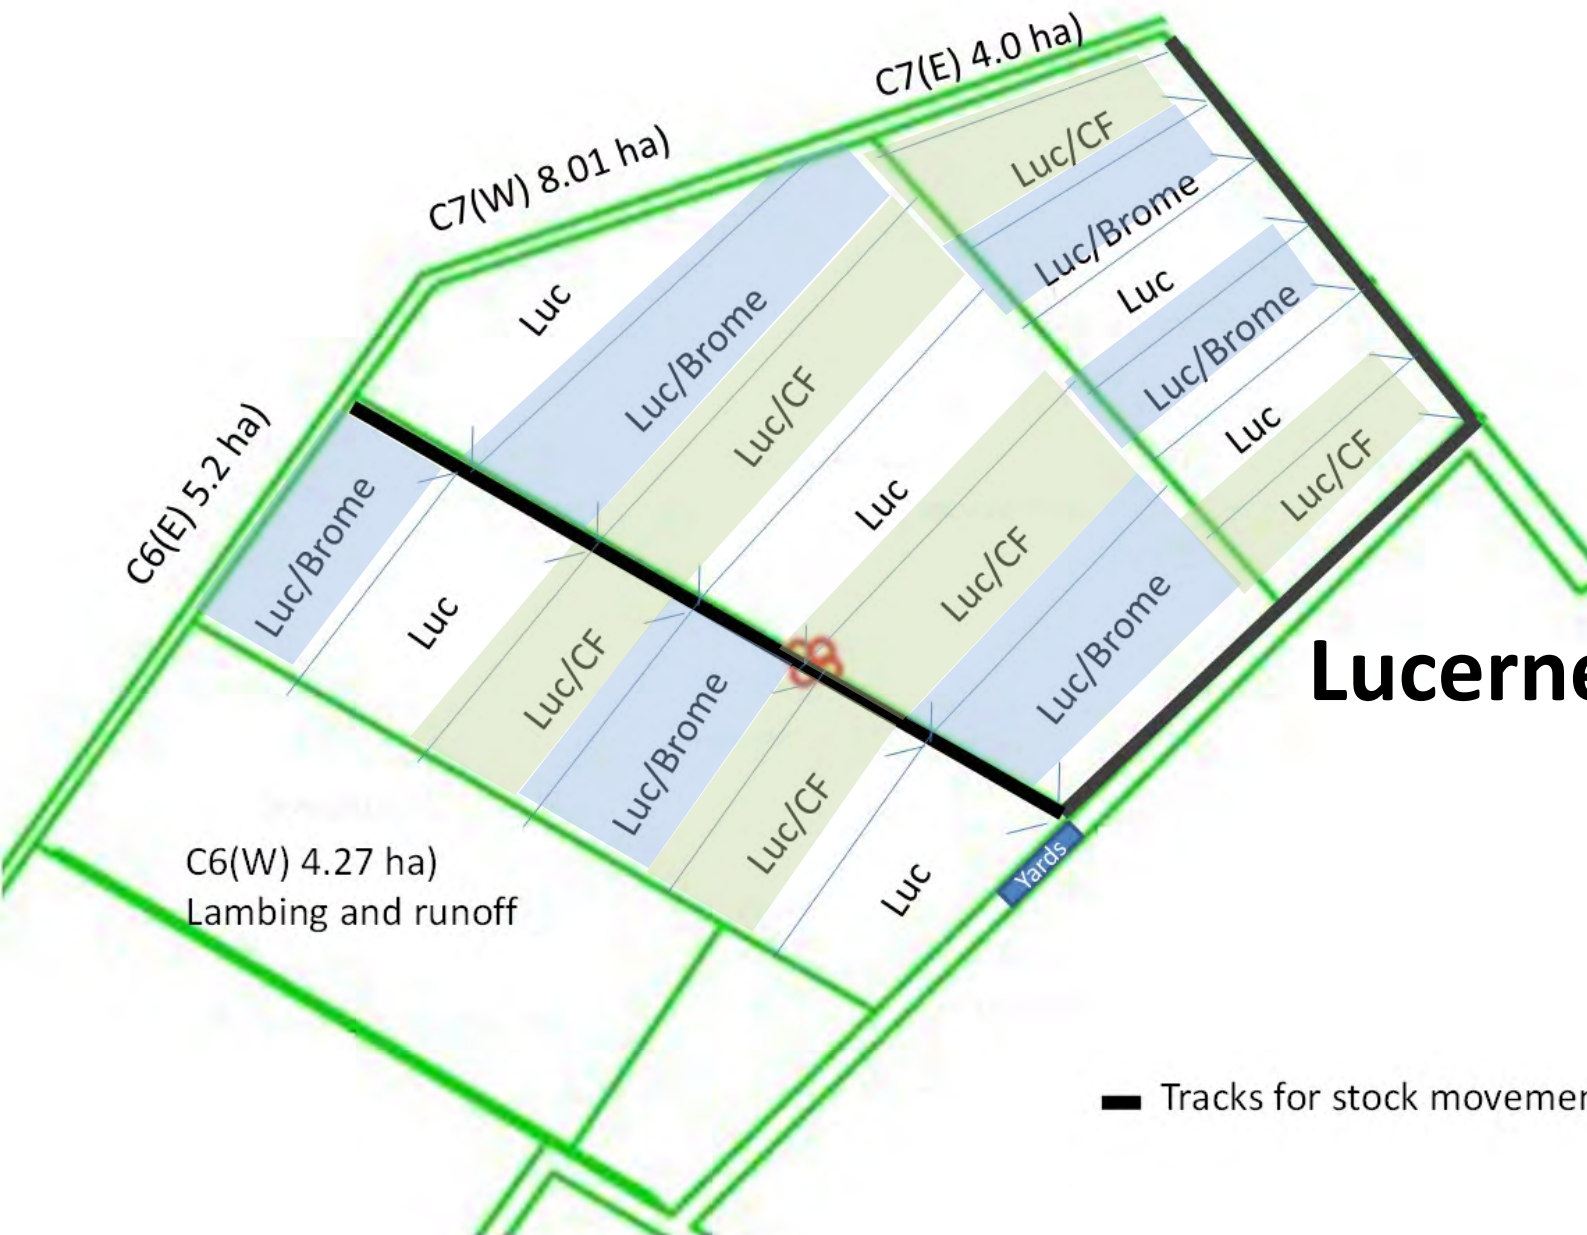 C7(E) 4.0 ha)
C7(W) 8.01 ha)
C6(E) 5.2 ha)
Luc/CF
Luc/Brome
Luc
Luc/Brome
Luc
Luc/CF
Luc
Luc/Brome
Luc/CF
Luc
Luc/CF
Luc/Brome
Luc/Brome
Luc
Luc/CF
Luc/Brome
Luc/CF
Luc
Yards
Lucerne
C6(W) 4.27 ha)
Lambing and runoff
Tracks for stock movemen